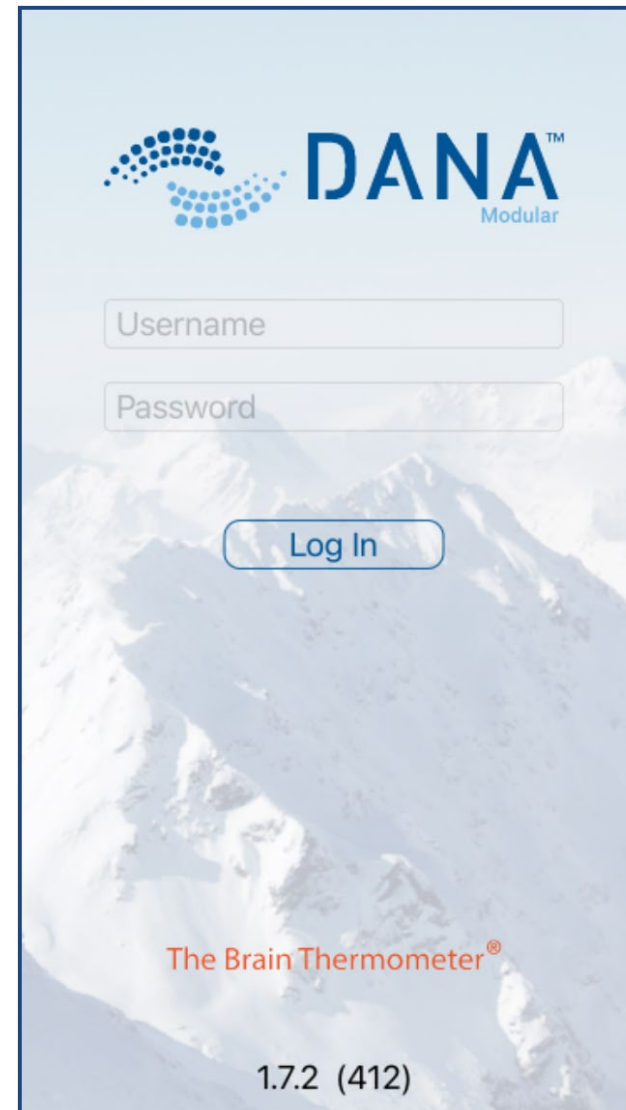 DANA™
Modular
Username
Password
Log In
The Brain Thermometer®
1.7.2 (412)